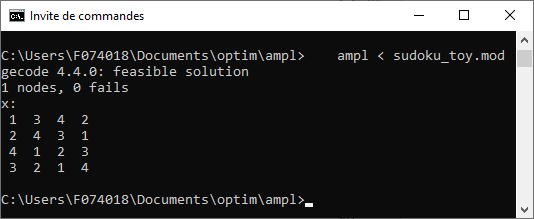 Invite de commandes
C:\Users\F074018\Documents\optim\ampl>    ampl < sudoku_toy.mod
gecode 4.4.0: feasible solution
1 nodes, 0 fails
x:
 1  3  4  2
 2  4  3  1
 4  1  2  3
 3  2  1  4
C:\Users\F074018\Documents\optim\ampl>